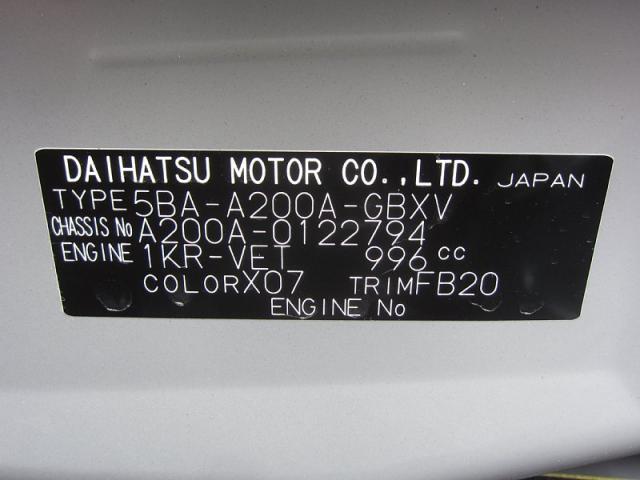 DAIHATSU MOTOR CO.,LTD. JAPAN
TYPE 5BA-A200A-GBXV
CHASSIS No A200A-0122794
ENGINE 1KR-VET 996 cc
COLOR X07 TRIM FB20
ENGINE No